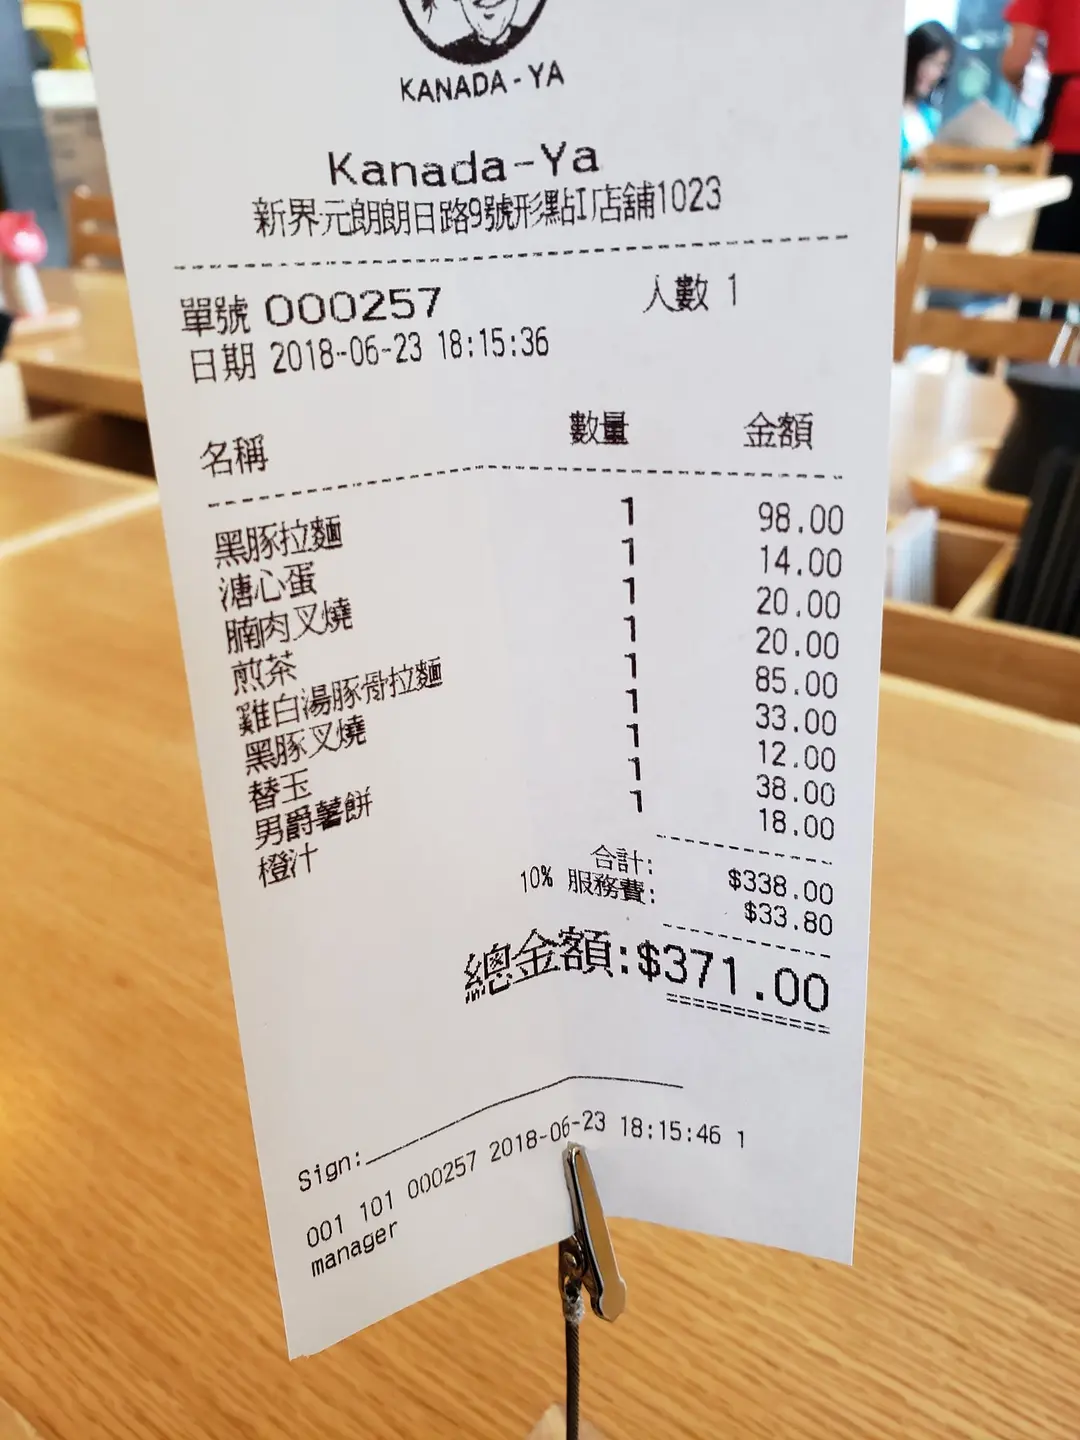 KANADA-YA
Kanada-Ya
新界元朗朗日路9號形點I店舖1023
單號 000257 人數 1
日期 2018-06-23 18:15:36
名稱 數量 金額
黑豚拉麵 1 98.00
溏心蛋 1 14.00
腩肉叉燒 1 20.00
煎茶 1 20.00
雞白湯豚骨拉麵 1 85.00
黑豚叉燒 1 33.00
替玉 1 12.00
男爵薯餅 1 38.00
橙汁 1 18.00
合計: $338.00
10% 服務費: $33.80
總金額:$371.00
Sign:
001 101 000257 2018-06-23 18:15:46 1
manager